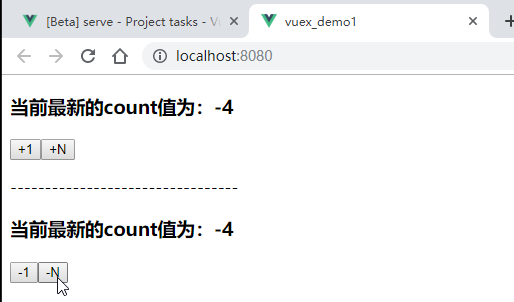 [Beta] serve - Project tasks - V
vuex_demo1
localhost:8080
当前最新的count值为：-4
+1 +N
---------------------------------
当前最新的count值为：-4
-1 -N